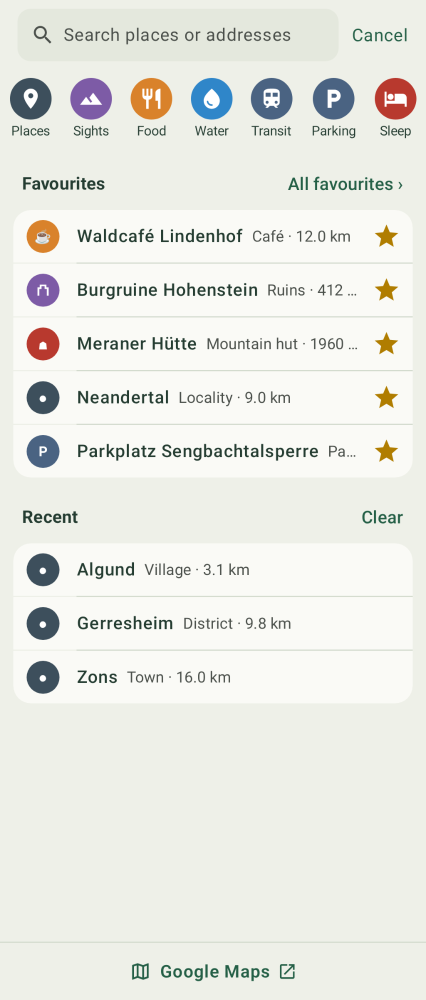 Search places or addresses Cancel
Places Sights Food Water Transit Parking Sleep
Favourites All favourites ›
Waldcafé Lindenhof Café · 12.0 km
Burgruine Hohenstein Ruins · 412 …
Meraner Hütte Mountain hut · 1960 …
Neandertal Locality · 9.0 km
P Parkplatz Sengbachtalsperre Pa…
Recent Clear
Algund Village · 3.1 km
Gerresheim District · 9.8 km
Zons Town · 16.0 km
Google Maps